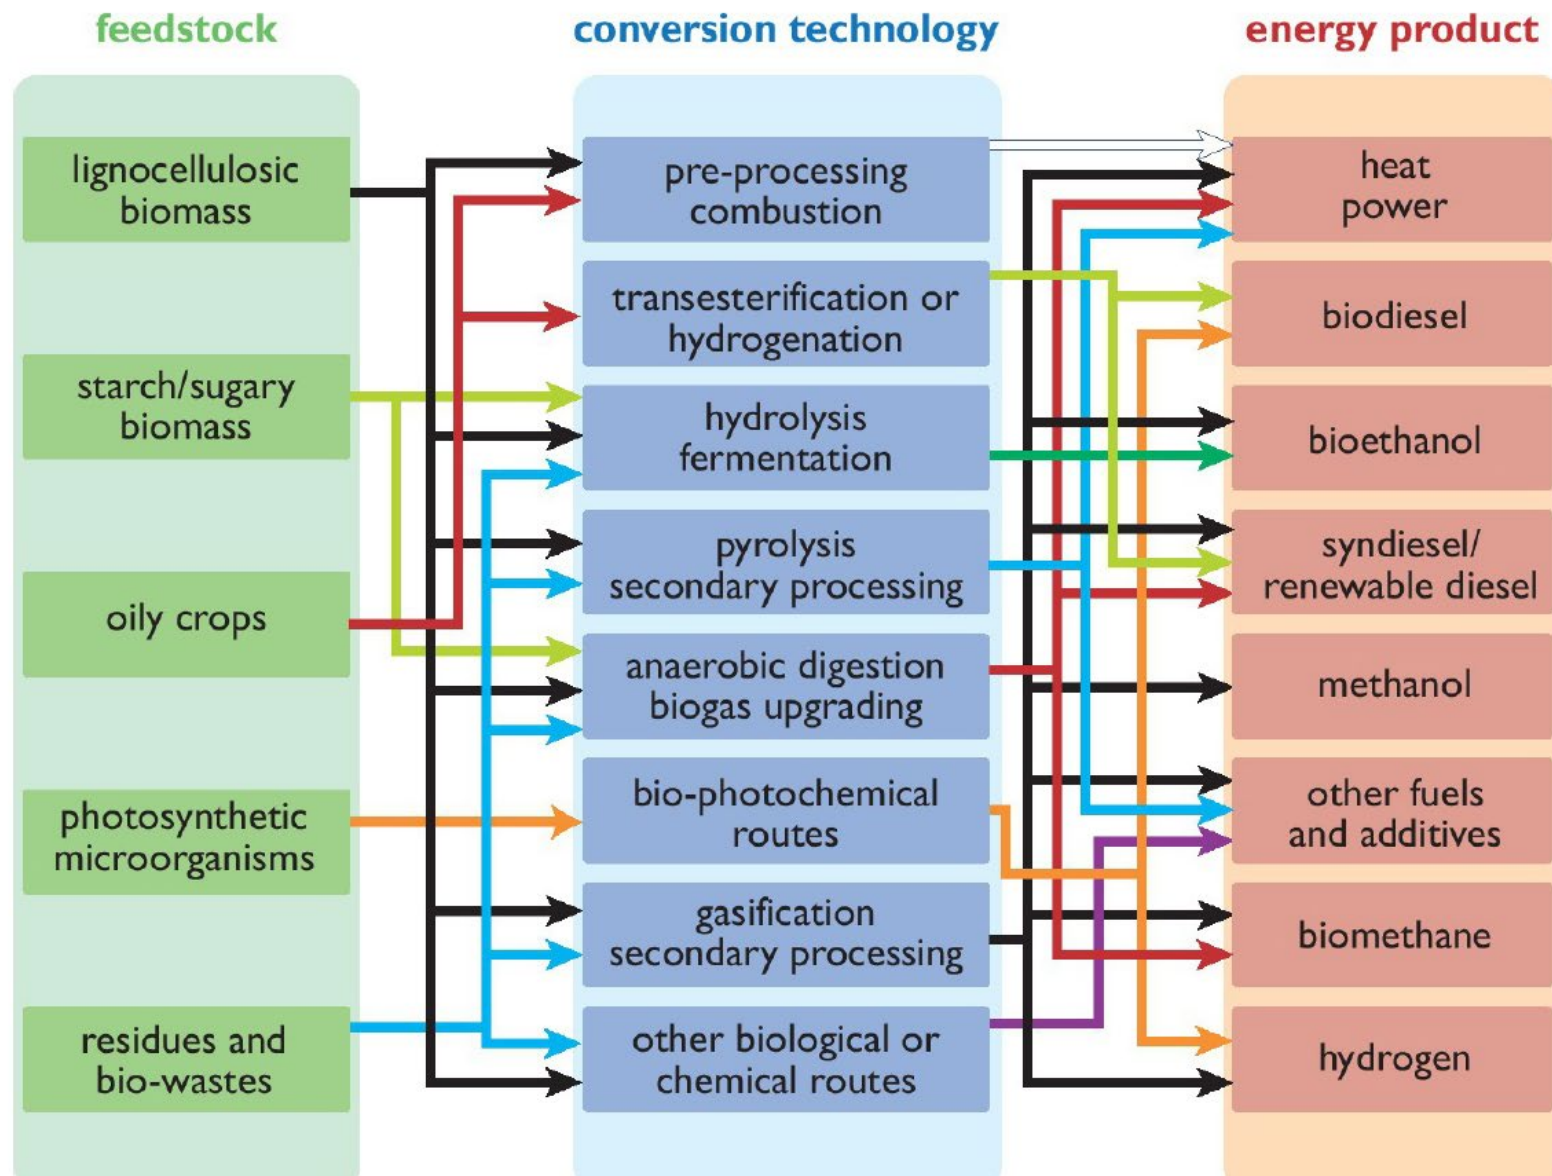 feedstock
conversion technology
energy product
lignocellulosic
biomass
starch/sugary
biomass
oily crops
photosynthetic
microorganisms
residues and
bio-wastes
pre-processing
combustion
transesterification or
hydrogenation
hydrolysis
fermentation
pyrolysis
secondary processing
anaerobic digestion
biogas upgrading
bio-photochemical
routes
gasification
secondary processing
other biological or
chemical routes
heat
power
biodiesel
bioethanol
syndiesel/
renewable diesel
methanol
other fuels
and additives
biomethane
hydrogen